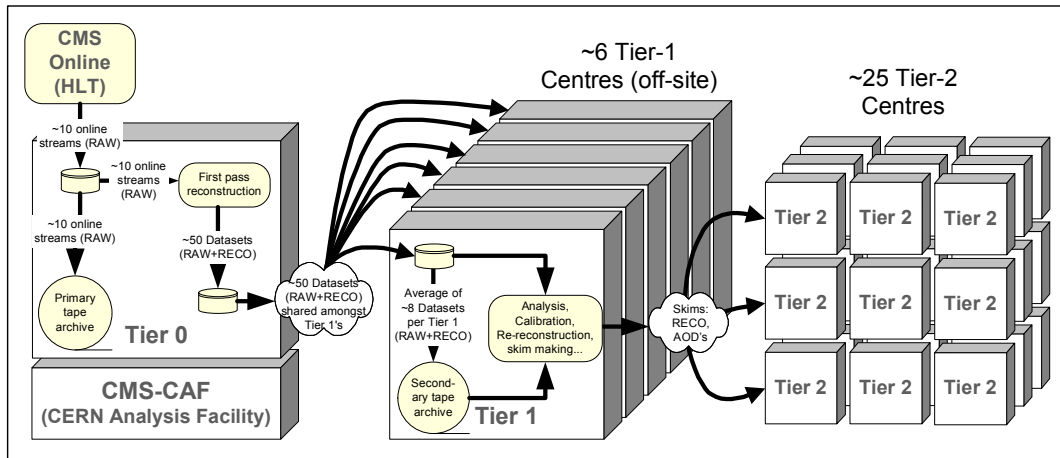 CMS
Online
(HLT)
~10 online
streams (RAW)
~10 online
streams
(RAW)
First pass
reconstruction
~10 online
streams (RAW)
~50 Datasets
(RAW+RECO)
Primary
tape
archive
Tier 0
CMS-CAF
(CERN Analysis Facility)
~50 Datasets
(RAW+RECO)
shared amongst
Tier 1's
~6 Tier-1
Centres (off-site)
Average of
~8 Datasets
per Tier 1
(RAW+RECO)
Analysis,
Calibration,
Re-reconstruction,
skim making...
Second-
ary tape
archive
Tier 1
Skims:
RECO,
AOD's
~25 Tier-2
Centres
Tier 2 Tier 2 Tier 2
Tier 2 Tier 2 Tier 2
Tier 2 Tier 2 Tier 2